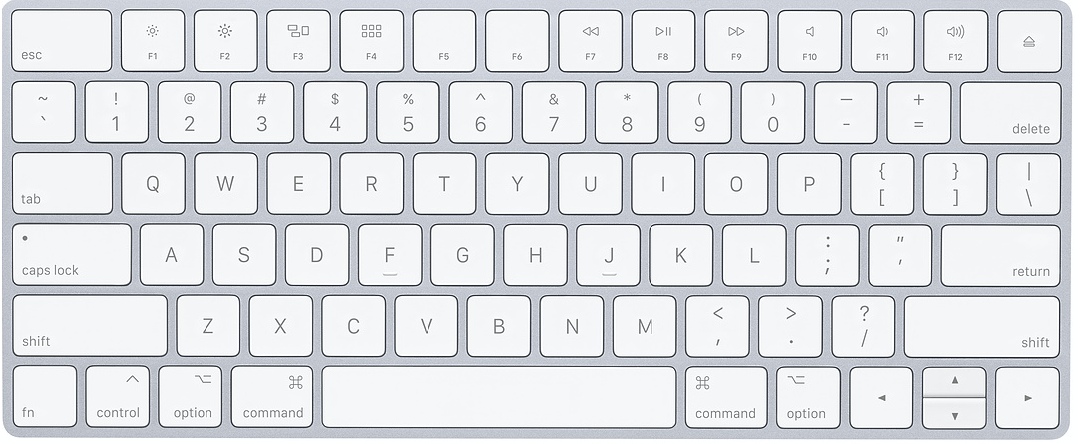 esc F1 F2 F3 F4 F5 F6 F7 F8 F9 F10 F11 F12
~ ! @ # $ % ^ & * ( ) — +
` 1 2 3 4 5 6 7 8 9 0 - = delete
tab Q W E R T Y U I O P { [ } ] | \
caps lock A S D F G H J K L : ; " ' return
shift Z X C V B N M < , > . ? / shift
fn control option command command option